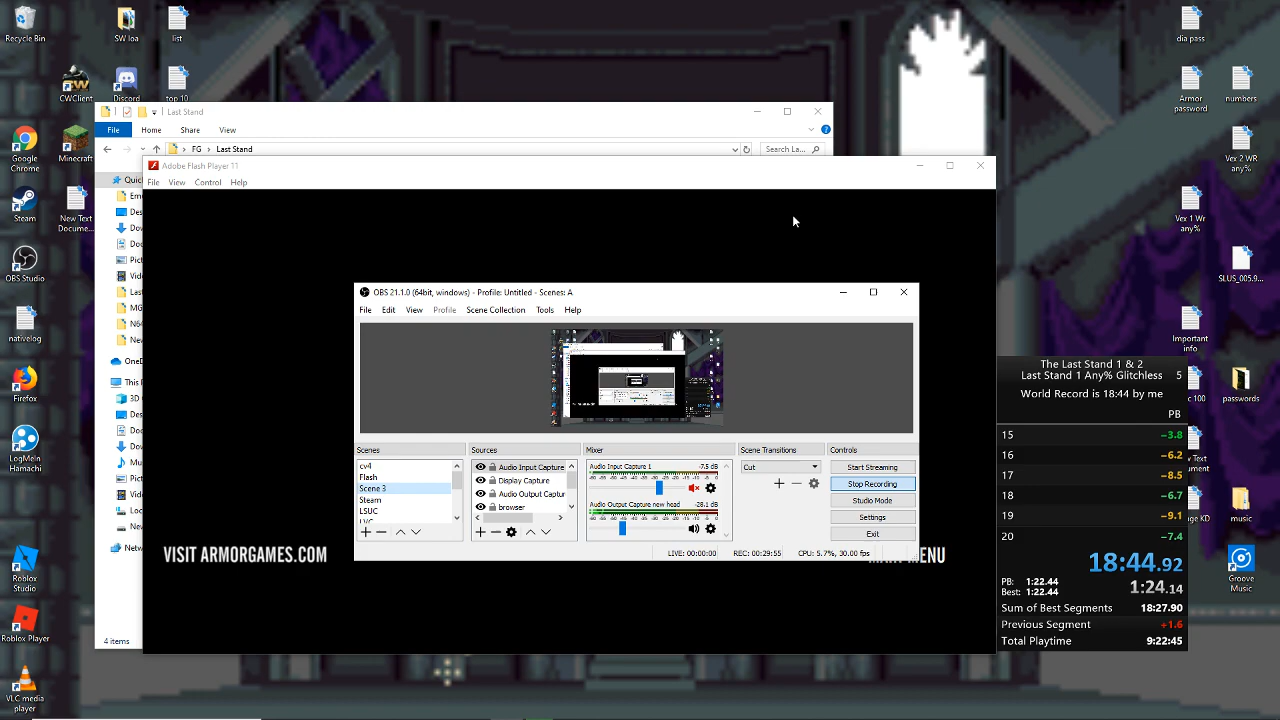 Recycle Bin
SW loa
list
CWClient
Discord
top 10
Google
Chrome
Minecraft
Steam
New Text
Docume...
OBS Studio
nativelog
Firefox
LogMeIn
Hamachi
Roblox
Studio
Roblox Player
VLC media
player
dia pass
Armor
password
numbers
Vex 2 WR
any%
Vex 1 Wr
any%
SLUS_005.9...
Important
info
passwords
music
Groove
Music
Last Stand
File
Home
Share
View
FG
Last Stand
Search La...
4 items
Adobe Flash Player 11
File
View
Control
Help
VISIT ARMORGAMES.COM
OBS 21.1.0 (64bit, windows) - Profile: Untitled - Scenes: A
File
Edit
View
Profile
Scene Collection
Tools
Help
Scenes
Sources
Mixer
Scene Transitions
Controls
cv4
Flash
Scene 3
Steam
LSUC
Audio Input Capture
Display Capture
Audio Output Captur
browser
Audio Input Capture 1
-7.5 dB
Audio Output Capture new head
-28.1 dB
Cut
Start Streaming
Stop Recording
Studio Mode
Settings
Exit
LIVE: 00:00:00
REC: 00:29:55
CPU: 5.7%, 30.00 fps
The Last Stand 1 & 2
Last Stand 1 Any% Glitchless
5
World Record is 18:44 by me
PB
15 −3.8
16 −6.2
17 −8.5
18 −6.7
19 −9.1
20 −7.4
18:44.92
PB: 1:22.44
Best: 1:22.44
1:24.14
Sum of Best Segments 18:27.90
Previous Segment +1.6
Total Playtime 9:22:45